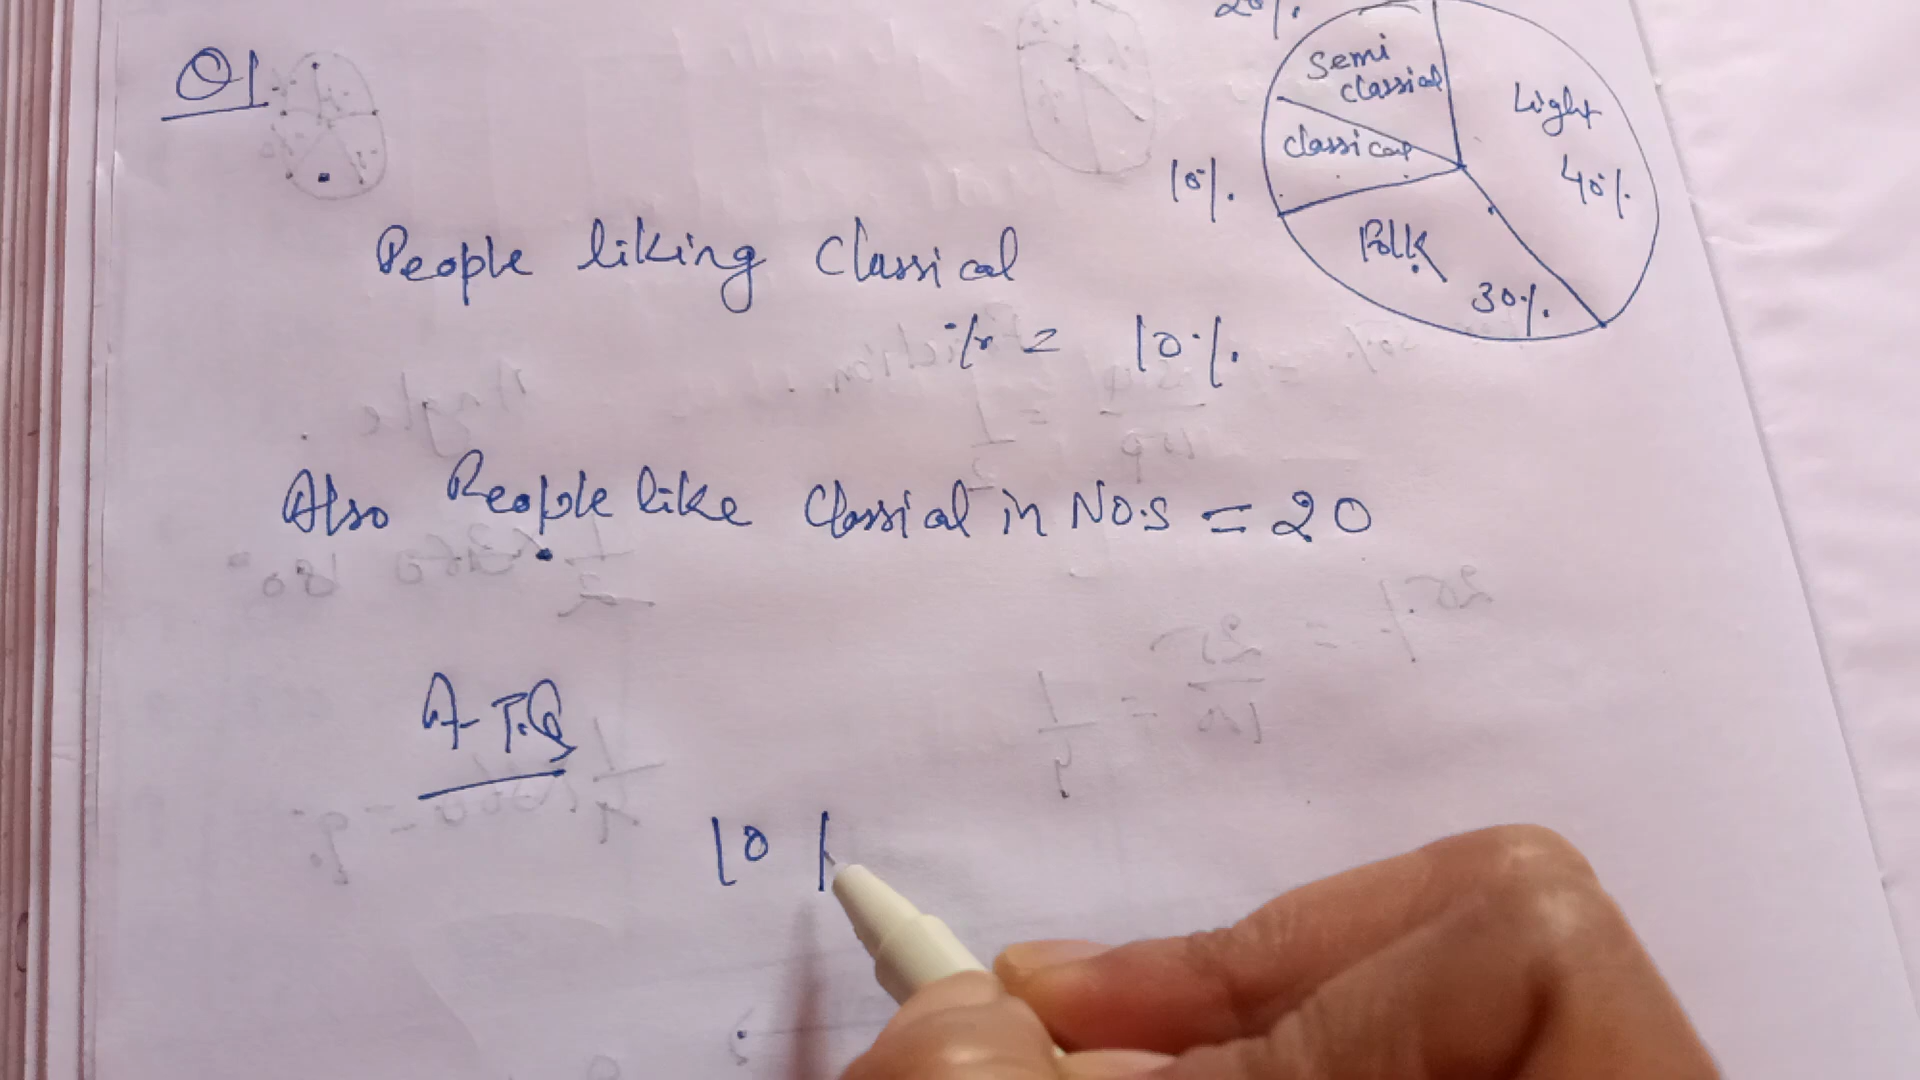 20%.
Q1.
Semi
classical
Light
40%.
classical
10%.
Folk
30%.
People liking Classical
% = 10%.
Also People like Classical in NO.S = 20
A.T.Q
10